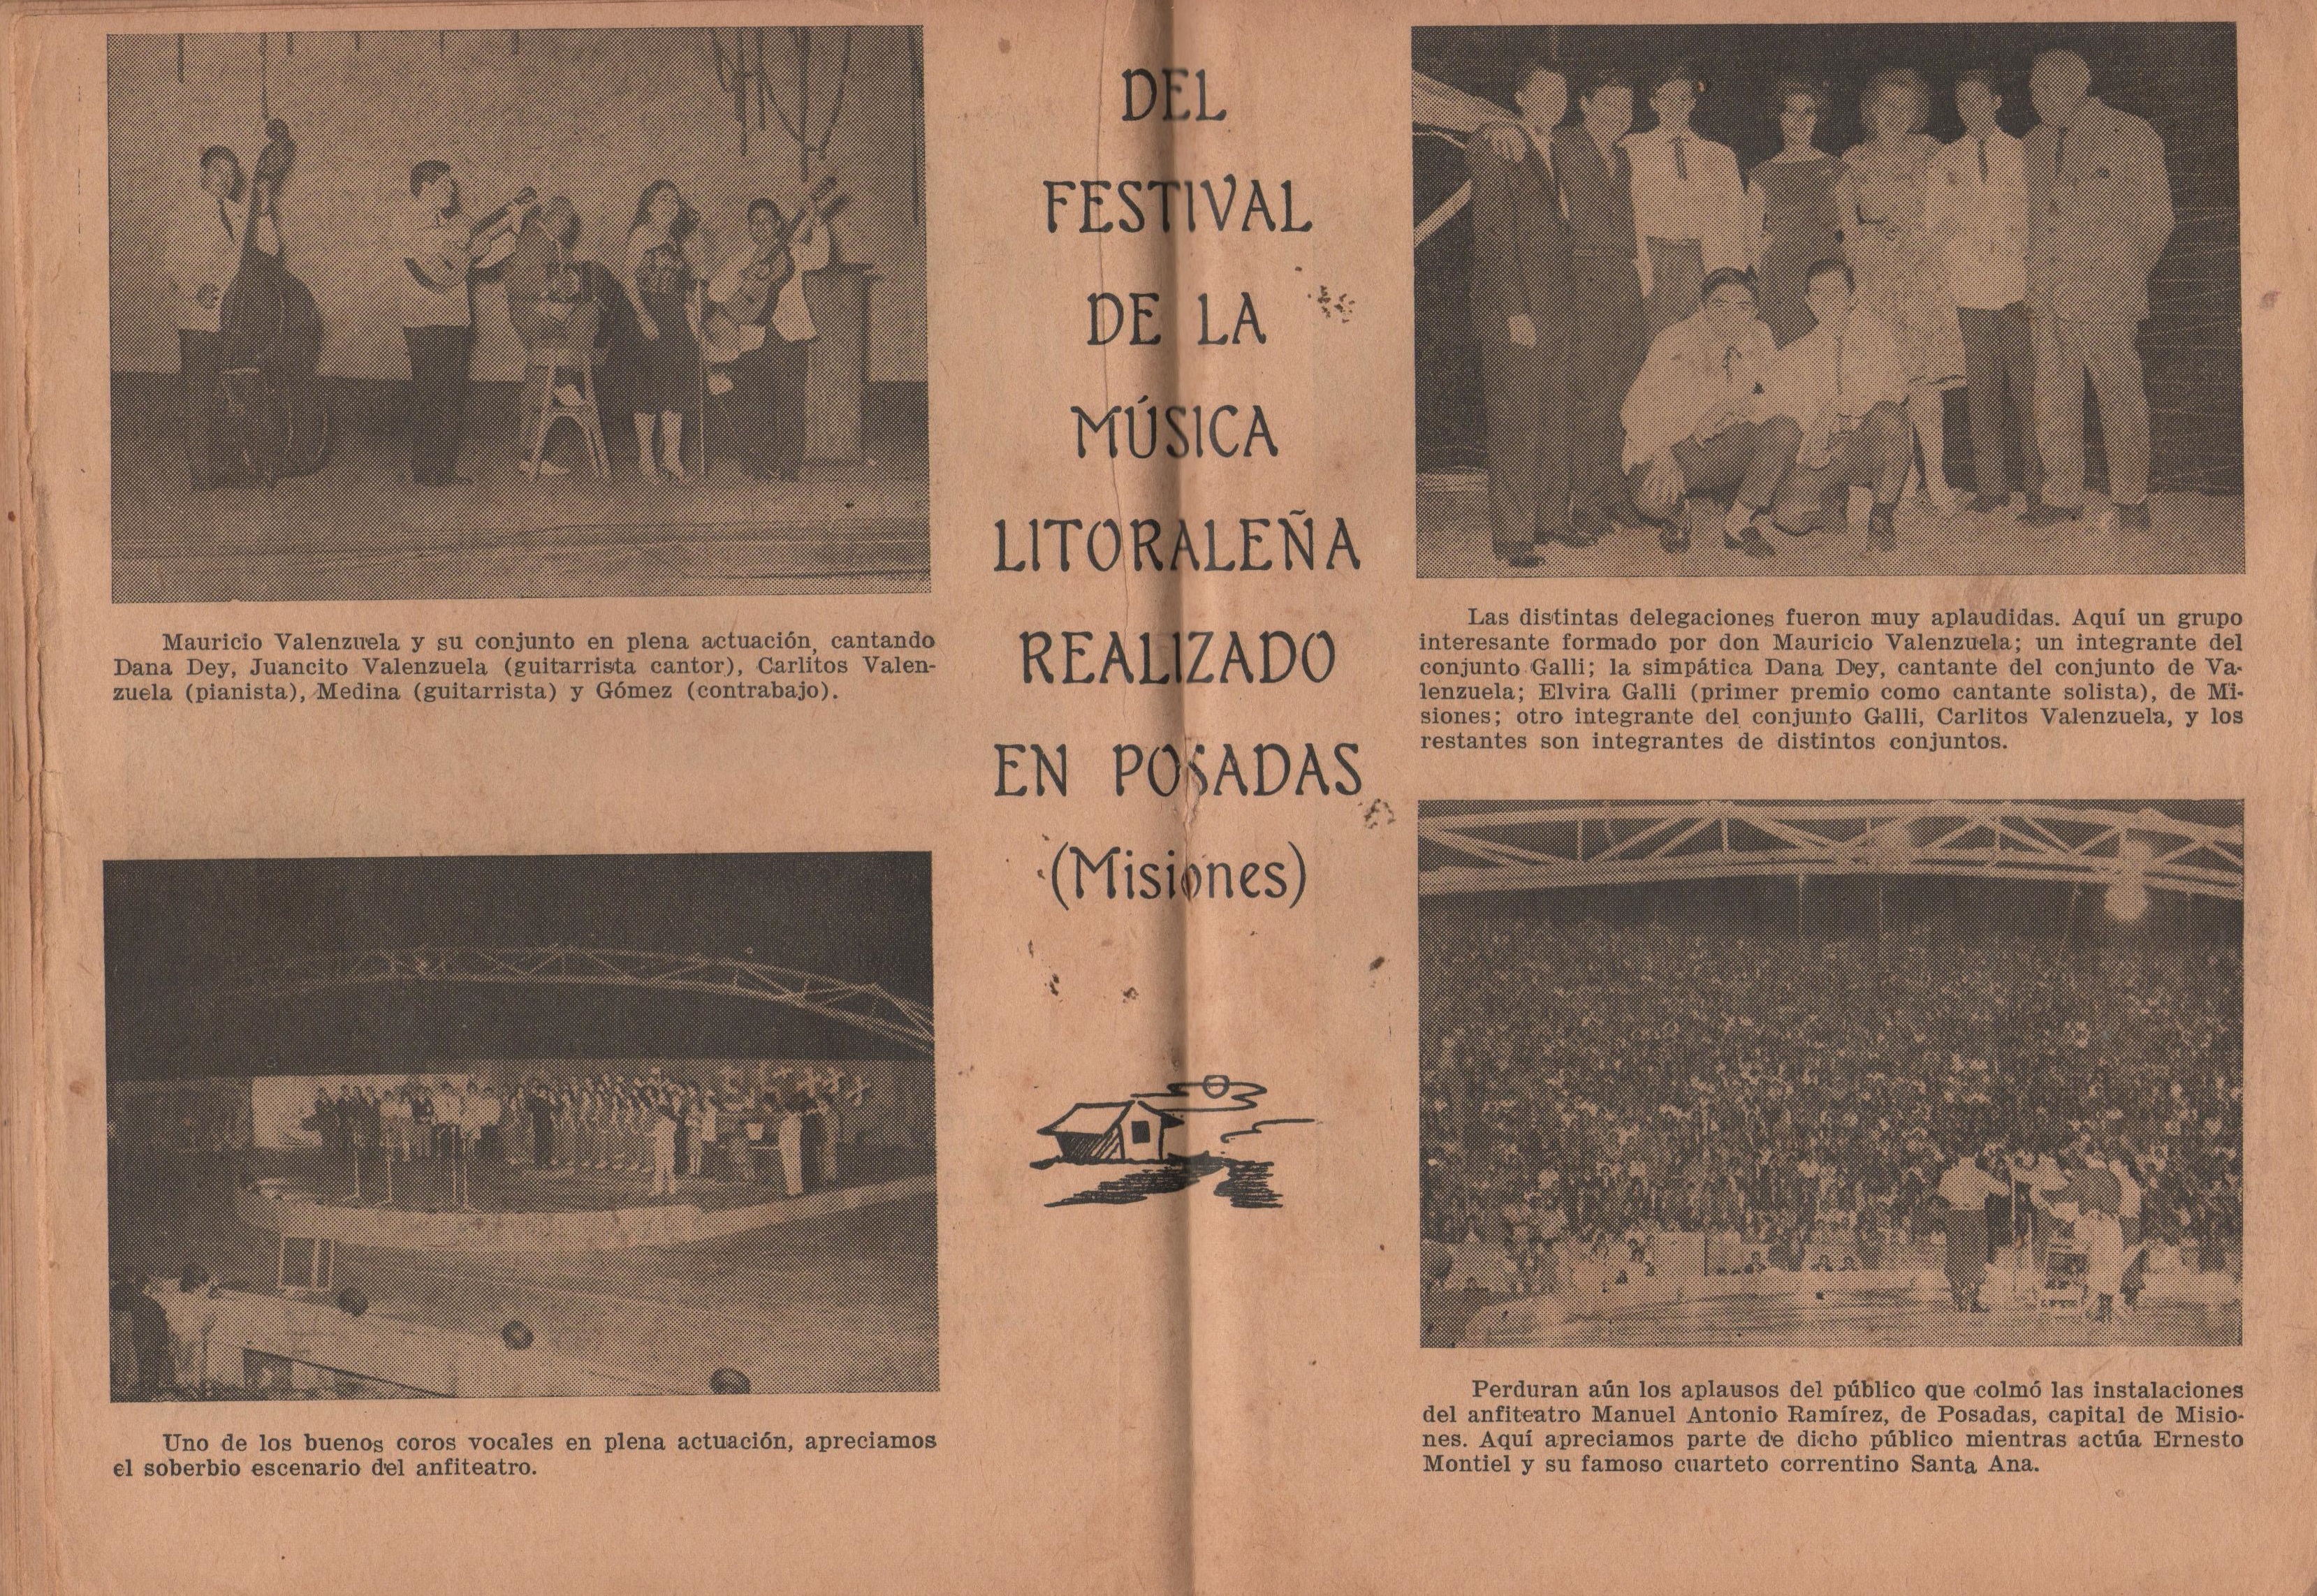 DEL
FESTIVAL
DE LA
MÚSICA
LITORALEÑA
REALIZADO
EN POSADAS
(Misiones)
Mauricio Valenzuela y su conjunto en plena actuación, cantando
Dana Dey, Juancito Valenzuela (guitarrista cantor), Carlitos Valen-
zuela (pianista), Medina (guitarrista) y Gómez (contrabajo).
Uno de los buenos coros vocales en plena actuación, apreciamos
el soberbio escenario del anfiteatro.
Las distintas delegaciones fueron muy aplaudidas. Aquí un grupo
interesante formado por don Mauricio Valenzuela; un integrante del
conjunto Galli; la simpática Dana Dey, cantante del conjunto de Va-
lenzuela; Elvira Galli (primer premio como cantante solista), de Mi-
siones; otro integrante del conjunto Galli, Carlitos Valenzuela, y los
restantes son integrantes de distintos conjuntos.
Perduran aún los aplausos del público que colmó las instalaciones
del anfiteatro Manuel Antonio Ramírez, de Posadas, capital de Misio-
nes. Aquí apreciamos parte de dicho público mientras actúa Ernesto
Montiel y su famoso cuarteto correntino Santa Ana.